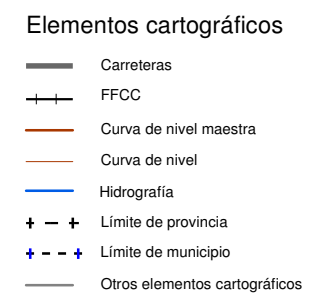 Elementos cartográficos
Carreteras
FFCC
Curva de nivel maestra
Curva de nivel
Hidrografía
Límite de provincia
Límite de municipio
Otros elementos cartográficos